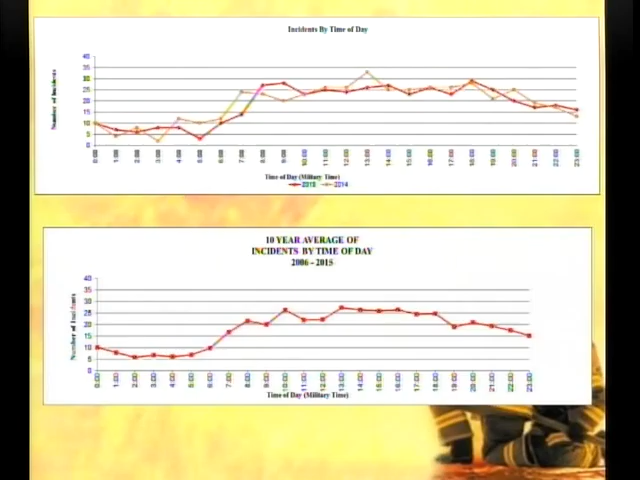 Incidents By Time of Day
Number of Incidents
40
35
30
25
20
15
10
5
0
0:00 1:00 2:00 3:00 4:00 5:00 6:00 7:00 8:00 9:00 10:00 11:00 12:00 13:00 14:00 15:00 16:00 17:00 18:00 19:00 20:00 21:00 22:00 23:00
Time of Day (Military Time)
2015 2014
10 YEAR AVERAGE OF
INCIDENTS BY TIME OF DAY
2006 - 2015
Number of Incidents
40
35
30
25
20
15
10
5
0
0:00 1:00 2:00 3:00 4:00 5:00 6:00 7:00 8:00 9:00 10:00 11:00 12:00 13:00 14:00 15:00 16:00 17:00 18:00 19:00 20:00 21:00 22:00 23:00
Time of Day (Military Time)